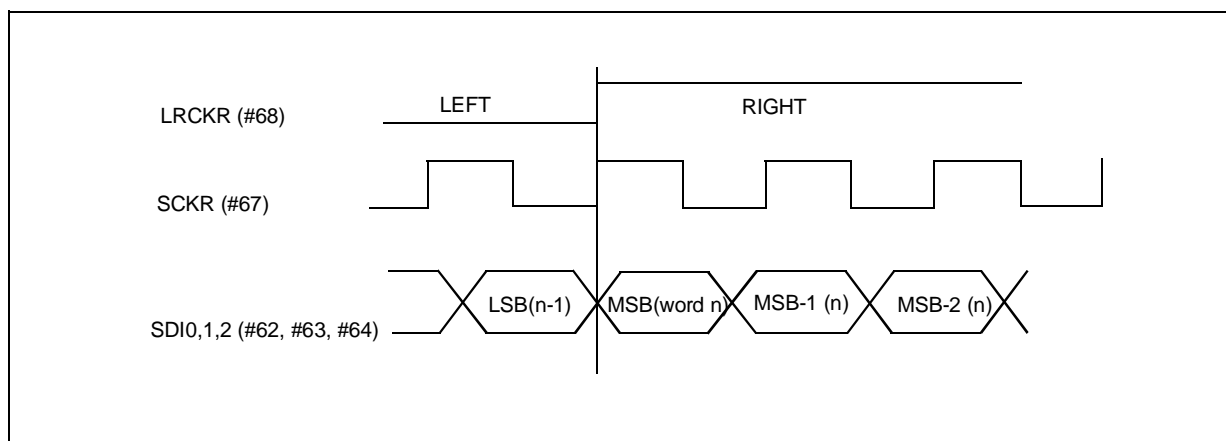 LRCKR (#68)
LEFT
RIGHT
SCKR (#67)
SDI0,1,2 (#62, #63, #64)
LSB(n-1)
MSB(word n)
MSB-1 (n)
MSB-2 (n)